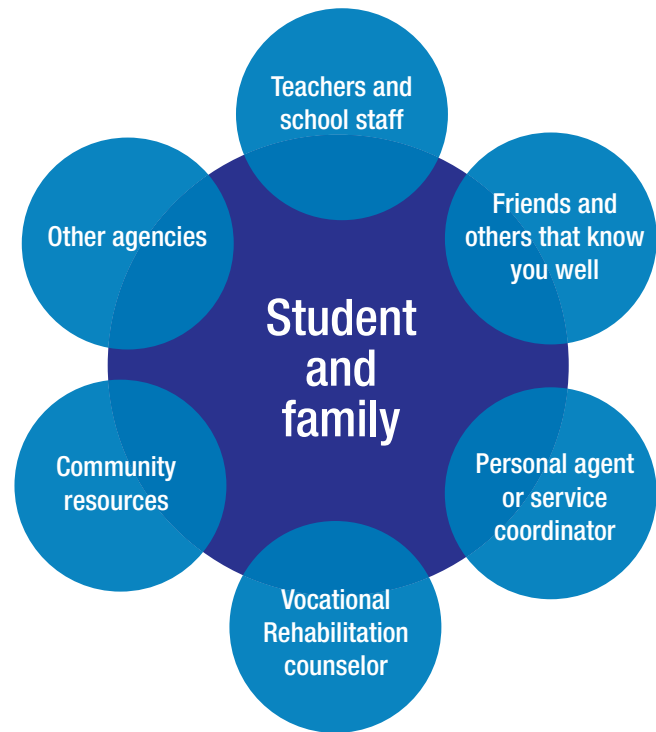 Teachers and
school staff
Friends and
others that know
you well
Personal agent
or service
coordinator
Vocational
Rehabilitation
counselor
Community
resources
Other agencies
Student
and
family